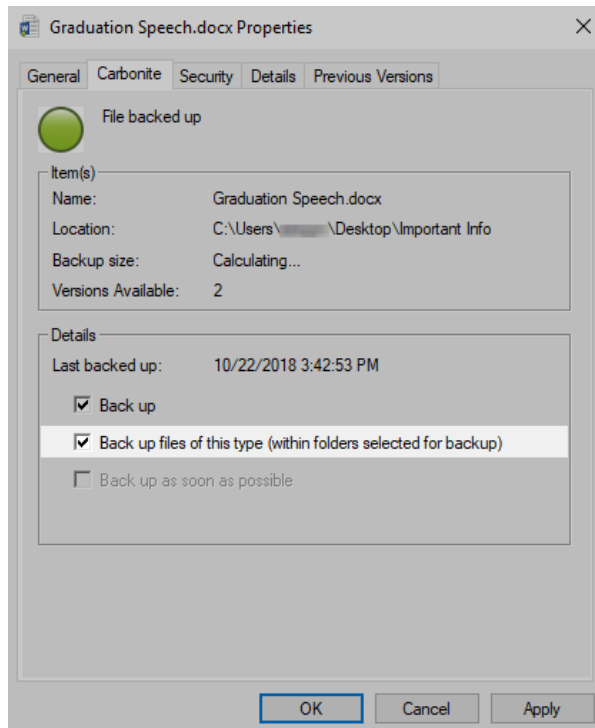 Graduation Speech.docx Properties
General Carbonite Security Details Previous Versions
File backed up
Item(s)
Name: Graduation Speech.docx
Location: C:\Users\ \Desktop\Important Info
Backup size: Calculating...
Versions Available: 2
Details
Last backed up: 10/22/2018 3:42:53 PM
Back up
Back up files of this type (within folders selected for backup)
Back up as soon as possible
OK Cancel Apply